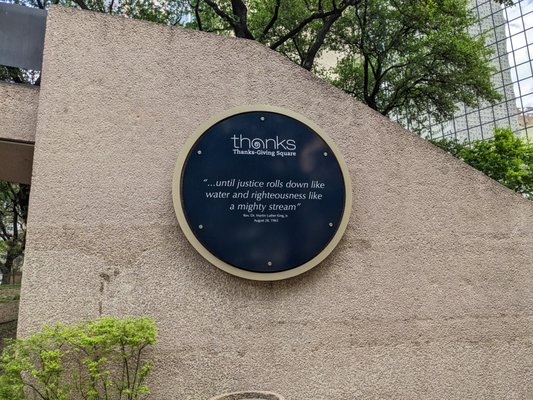 thanks
Thanks-Giving Square
"...until justice rolls down like
water and righteousness like
a mighty stream"
Rev. Dr. Martin Luther King, Jr.
August 28, 1963